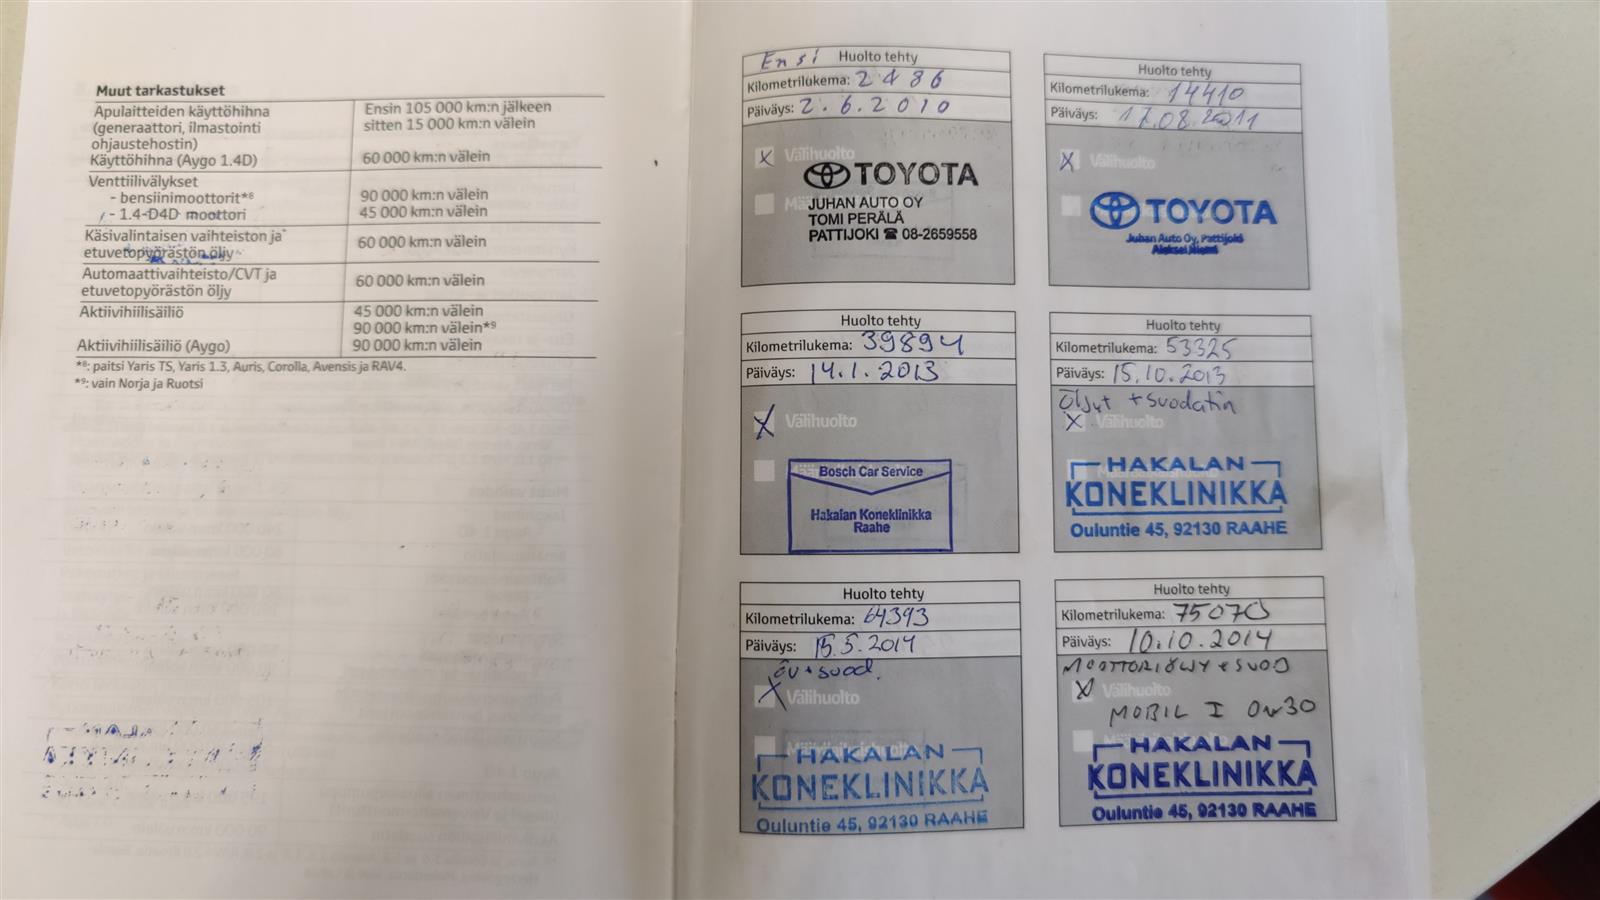 Muut tarkastukset
Apulaitteiden käyttöhihna
(generaattori, ilmastointi
ohjaustehostin)
Ensin 105 000 km:n jälkeen
sitten 15 000 km:n välein
Käyttöhihna (Aygo 1.4D) 60 000 km:n välein
Venttiilivälykset
- bensiinimoottorit*8 90 000 km:n välein
- 1.4-D4D moottori 45 000 km:n välein
Käsivalintaisen vaihteiston ja
etuvetopyörästön öljy
60 000 km:n välein
Automaattivaihteisto/CVT ja
etuvetopyörästön öljy
60 000 km:n välein
Aktiivihiilisäiliö 45 000 km:n välein
90 000 km:n välein*9
Aktiivihiilisäiliö (Aygo) 90 000 km:n välein
*8: paitsi Yaris TS, Yaris 1.3, Auris, Corolla, Avensis ja RAV4.
*9: vain Norja ja Ruotsi
Ensi Huolto tehty
Kilometrilukema: 2486
Päiväys: 2.6.2010
x Välihuolto
TOYOTA
JUHAN AUTO OY
TOMI PERÄLÄ
PATTIJOKI ☎ 08-2659558
Huolto tehty
Kilometrilukema: 14410
Päiväys: 17.08.2011
x Välihuolto
TOYOTA
Juhan Auto Oy, Pattijoki
Huolto tehty
Kilometrilukema: 39894
Päiväys: 14.1.2013
x Välihuolto
Bosch Car Service
Hakalan Koneklinikka
Raahe
Huolto tehty
Kilometrilukema: 53325
Päiväys: 15.10.2013
Öljyt + suodatin
x Välihuolto
HAKALAN
KONEKLINIKKA
Ouluntie 45, 92130 RAAHE
Huolto tehty
Kilometrilukema: 64393
Päiväys: 15.5.2014
öv + suod.
x Välihuolto
HAKALAN
KONEKLINIKKA
Ouluntie 45, 92130 RAAHE
Huolto tehty
Kilometrilukema: 75070
Päiväys: 10.10.2014
MOOTTORIÖLJY + SUOD
x Välihuolto
MOBIL I 0w30
HAKALAN
KONEKLINIKKA
Ouluntie 45, 92130 RAAHE